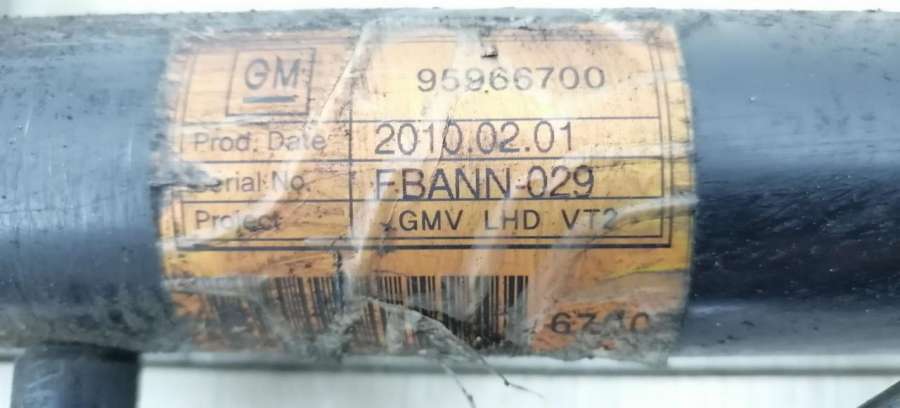 GM 95966700
Prod. Date 2010.02.01
Serial No. FBANN-029
Project GMV LHD VT2